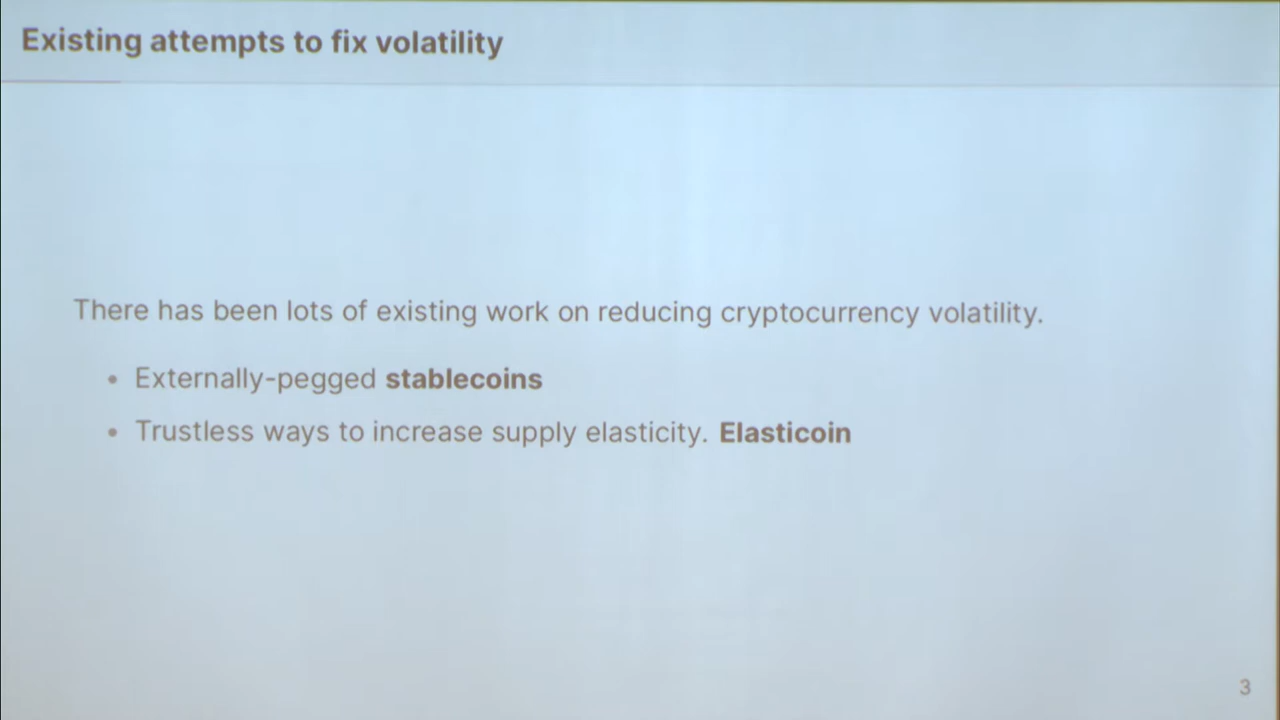 Existing attempts to fix volatility
There has been lots of existing work on reducing cryptocurrency volatility.
• Externally-pegged stablecoins
• Trustless ways to increase supply elasticity. Elasticoin
3